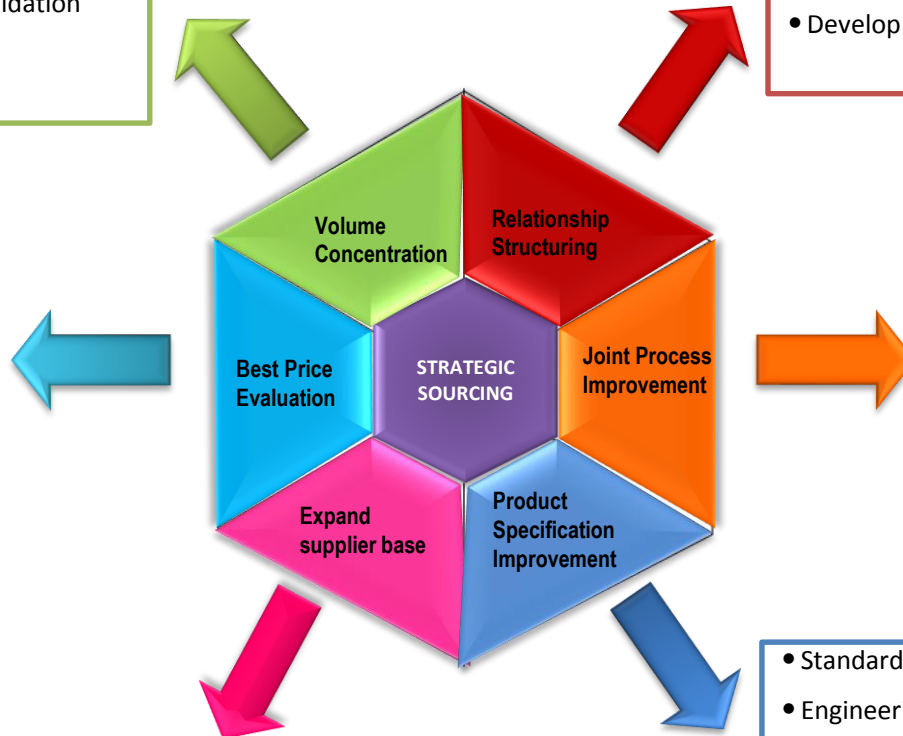 idation
• Develop
Volume
Concentration
Relationship
Structuring
Best Price
Evaluation
STRATEGIC
SOURCING
Joint Process
Improvement
Expand
supplier base
Product
Specification
Improvement
• Standard
• Engineer